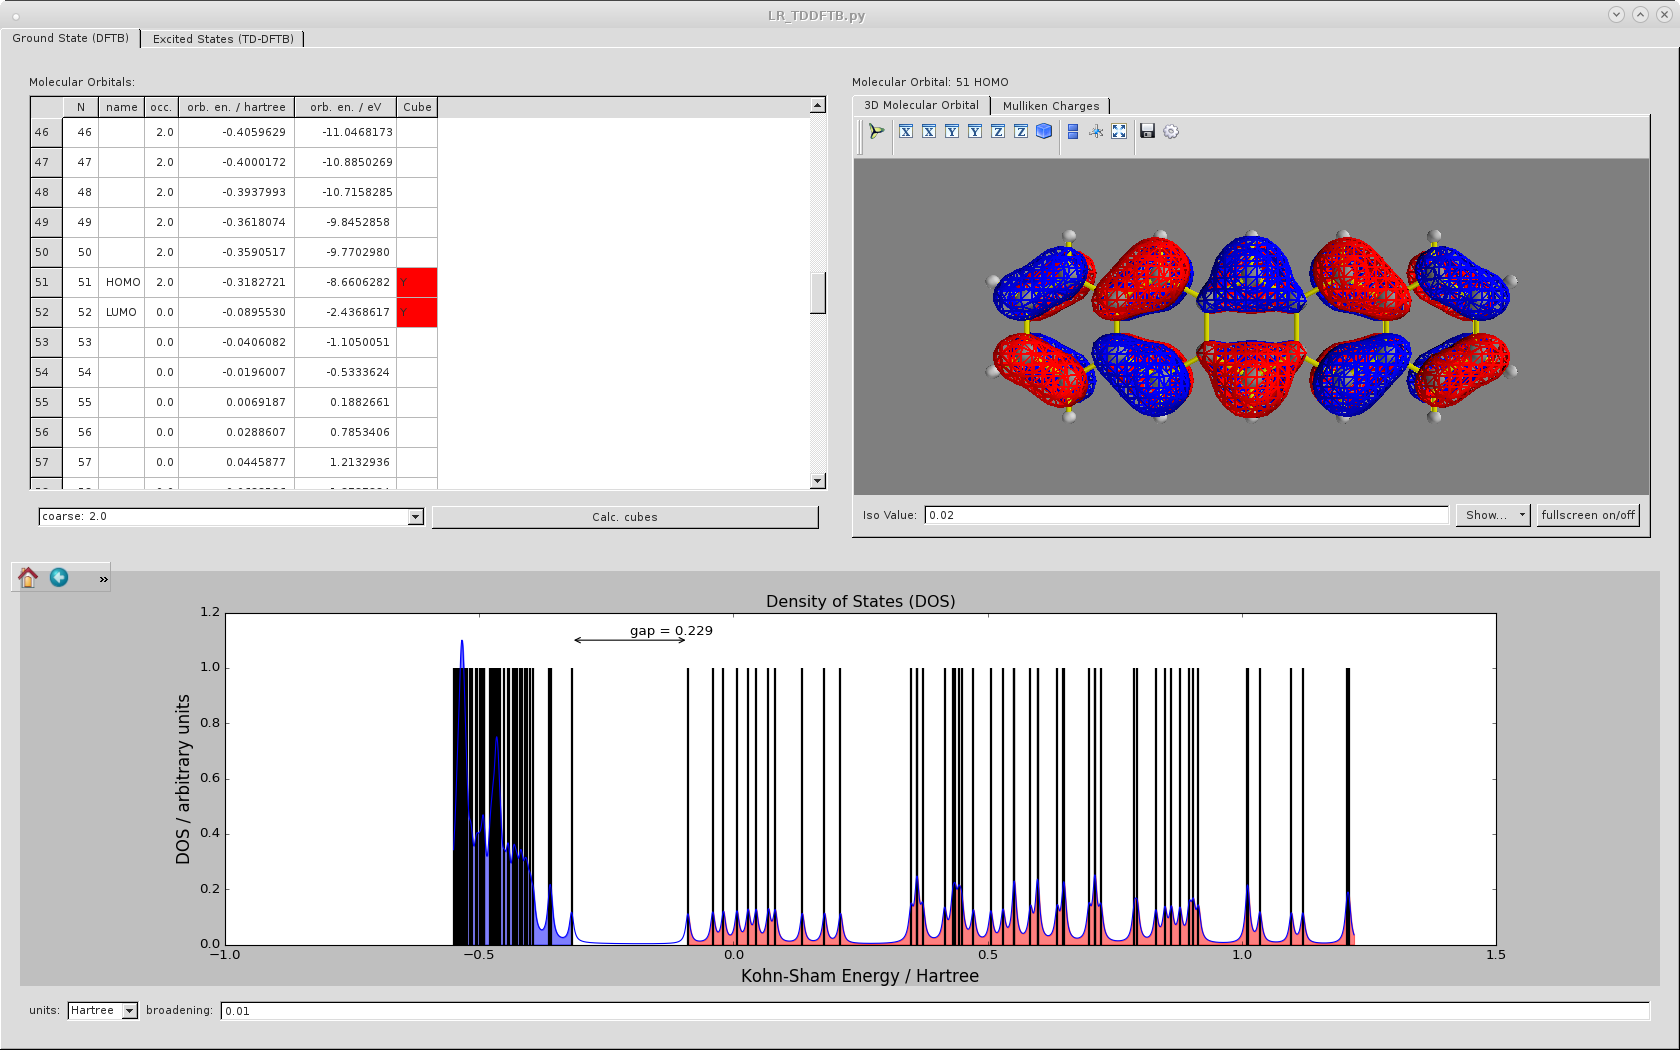 LR_TDDFTB.py
Ground State (DFTB) Excited States (TD-DFTB)
Molecular Orbitals:
N name occ. orb. en. / hartree orb. en. / eV Cube
46 46 2.0 -0.4059629 -11.0468173
47 47 2.0 -0.4000172 -10.8850269
48 48 2.0 -0.3937993 -10.7158285
49 49 2.0 -0.3618074 -9.8452858
50 50 2.0 -0.3590517 -9.7702980
51 51 HOMO 2.0 -0.3182721 -8.6606282 Y
52 52 LUMO 0.0 -0.0895530 -2.4368617 Y
53 53 0.0 -0.0406082 -1.1050051
54 54 0.0 -0.0196007 -0.5333624
55 55 0.0 0.0069187 0.1882661
56 56 0.0 0.0288607 0.7853406
57 57 0.0 0.0445877 1.2132936
coarse: 2.0
Calc. cubes
Molecular Orbital: 51 HOMO
3D Molecular Orbital Mulliken Charges
X X Y Y Z Z
Iso Value: 0.02 Show... fullscreen on/off
»
Density of States (DOS)
gap = 0.229
DOS / arbitrary units
1.2
1.0
0.8
0.6
0.4
0.2
0.0
−1.0 −0.5 0.0 0.5 1.0 1.5
Kohn-Sham Energy / Hartree
units: Hartree broadening: 0.01